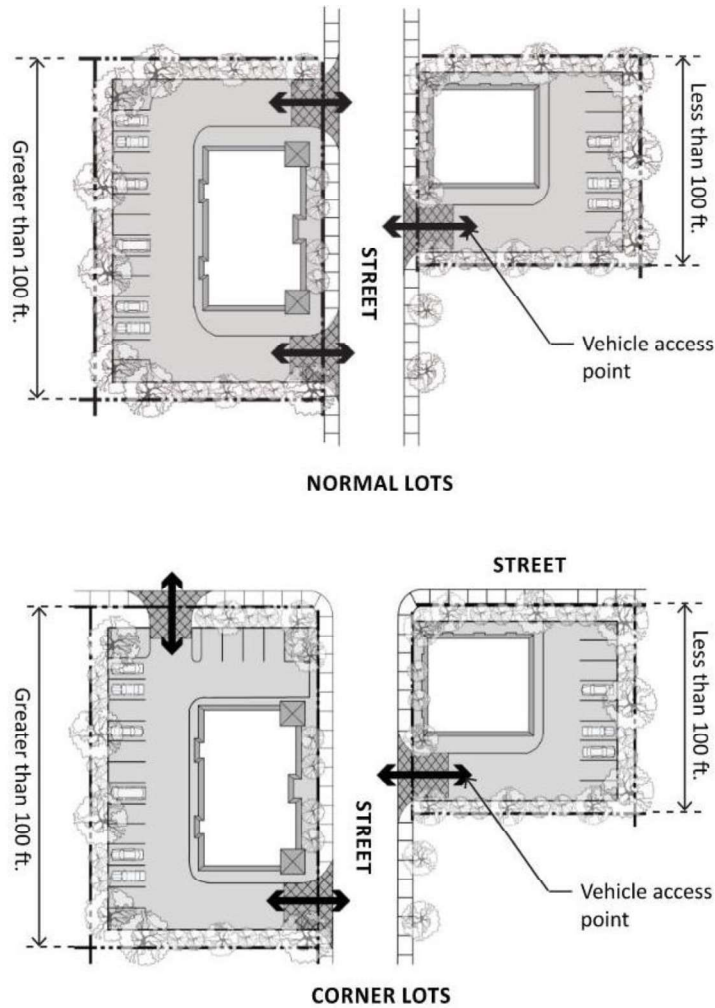 Greater than 100 ft.
STREET
Less than 100 ft.
Vehicle access
point
NORMAL LOTS
STREET
Greater than 100 ft.
STREET
Less than 100 ft.
Vehicle access
point
CORNER LOTS